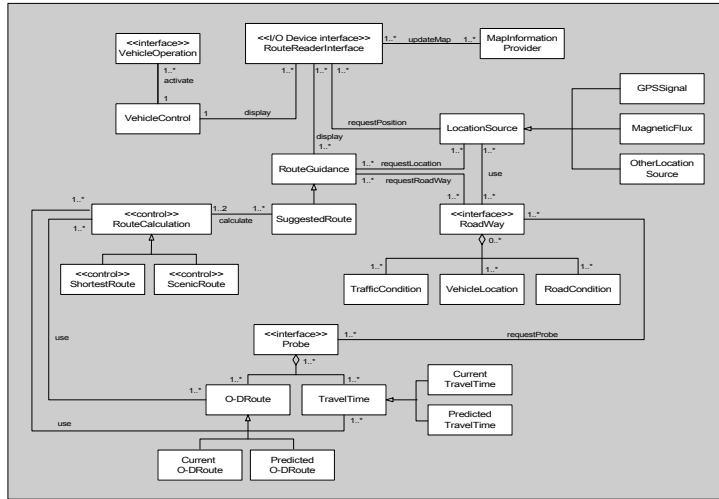 <<interface>>
VehicleOperation
1..*
activate
1
VehicleControl
1
display
<<I/O Device interface>>
RouteReaderInterface
1..*
updateMap
1..*
MapInformation
Provider
1..*
1..*
1..*
requestPosition
display
1..*
LocationSource
GPSSignal
MagneticFlux
OtherLocation
Source
RouteGuidance
1..*
requestLocation
1..*
1..*
requestRoadWay
1..*
use
1..*
1..*
1..*
<<control>>
RouteCalculation
1..*
1..2
calculate
1..*
SuggestedRoute
<<interface>>
RoadWay
1..*
0..*
<<control>>
ShortestRoute
<<control>>
ScenicRoute
1..*
1..*
1..*
TrafficCondition
VehicleLocation
RoadCondition
use
<<interface>>
Probe
1..*
requestProbe
1..*
1..*
1..*
1..*
O-DRoute
TravelTime
Current
TravelTime
Predicted
TravelTime
use
1..*
Current
O-DRoute
Predicted
O-DRoute